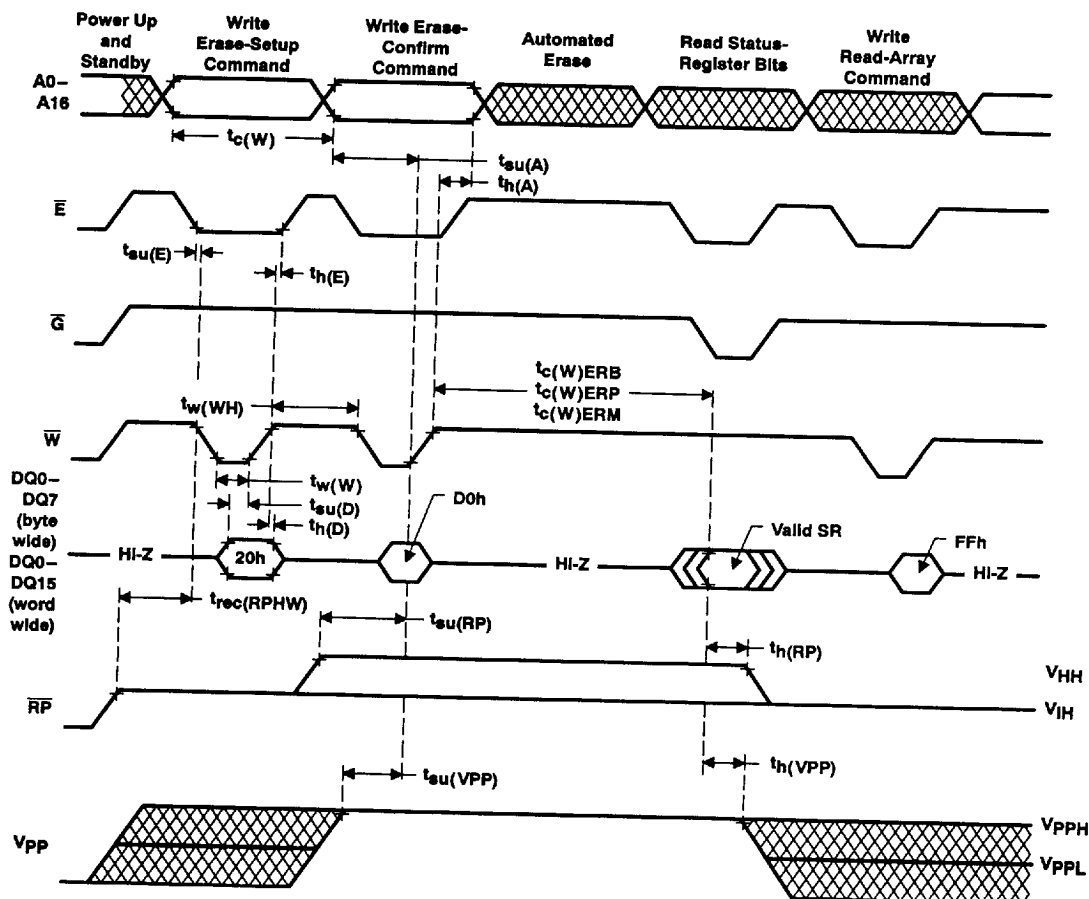 Power Up
and
Standby
Write
Erase-Setup
Command
Write Erase-
Confirm
Command
Automated
Erase
Read Status-
Register Bits
Write
Read-Array
Command
A0–
A16
tc(W)
tsu(A)
th(A)
E
tsu(E)
th(E)
G
tc(W)ERB
tc(W)ERP
tc(W)ERM
tw(WH)
W
DQ0–
DQ7
(byte
wide)
DQ0–
DQ15
(word
wide)
tw(W)
tsu(D)
th(D)
D0h
Valid SR
FFh
Hi-Z
20h
Hi-Z
Hi-Z
trec(RPHW)
tsu(RP)
th(RP)
VHH
RP
VIH
tsu(VPP)
th(VPP)
VPP
VPPH
VPPL